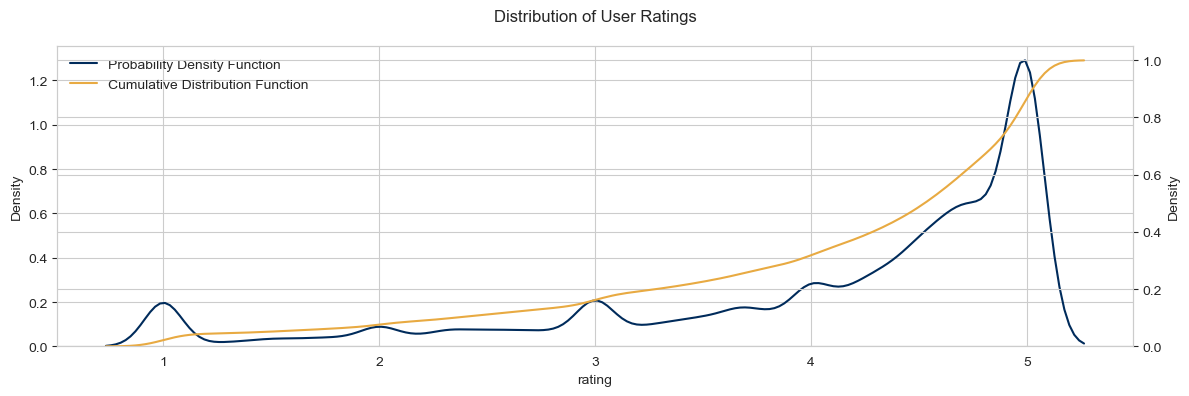 Distribution of User Ratings
Probability Density Function
Cumulative Distribution Function
Density
1.2
1.0
0.8
0.6
0.4
0.2
0.0
1.0
0.8
0.6
0.4
0.2
0.0
Density
1 2 3 4 5
rating